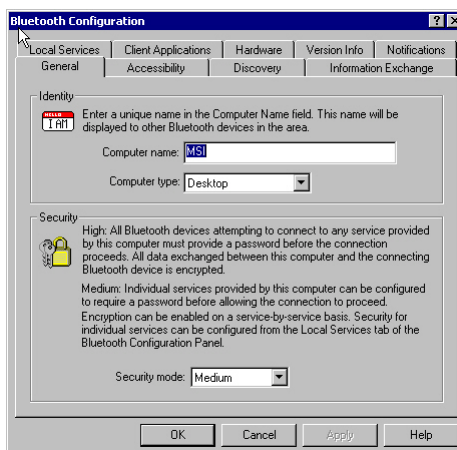 Bluetooth Configuration
Local Services Client Applications Hardware Version Info Notifications
General Accessibility Discovery Information Exchange
Identity
HELLO
I AM
Enter a unique name in the Computer Name field. This name will
be displayed to other Bluetooth devices in the area.
Computer name: MSI
Computer type: Desktop
Security
High: All Bluetooth devices attempting to connect to any service provided
by this computer must provide a password before the connection
proceeds. All data exchanged between this computer and the connecting
Bluetooth device is encrypted.
Medium: Individual services provided by this computer can be configured
to require a password before allowing the connection to proceed.
Encryption can be enabled on a service-by-service basis. Security for
individual services can be configured from the Local Services tab of the
Bluetooth Configuration Panel.
Security mode: Medium
OK Cancel Apply Help